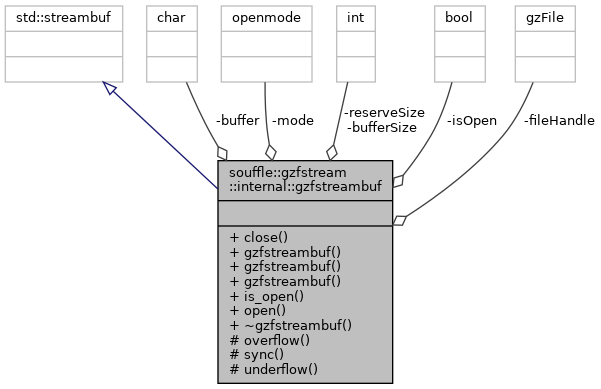 std::streambuf
char
openmode
int
bool
gzFile
-buffer
-mode
-reserveSize
-bufferSize
-isOpen
-fileHandle
souffle::gzfstream
::internal::gzfstreambuf
+ close()
+ gzfstreambuf()
+ gzfstreambuf()
+ gzfstreambuf()
+ is_open()
+ open()
+ ~gzfstreambuf()
# overflow()
# sync()
# underflow()